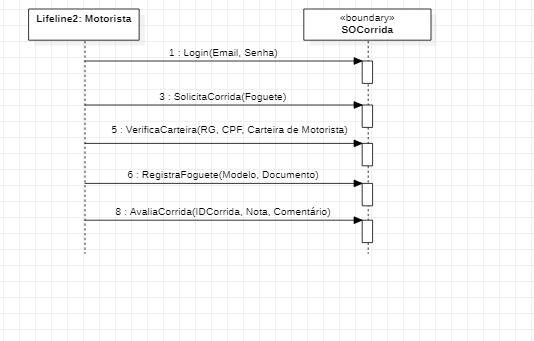 Lifeline2: Motorista
«boundary»
SOCorrida
1 : Login(Email, Senha)
3 : SolicitaCorrida(Foguete)
5 : VerificaCarteira(RG, CPF, Carteira de Motorista)
6 : RegistraFoguete(Modelo, Documento)
8 : AvaliaCorrida(IDCorrida, Nota, Comentário)